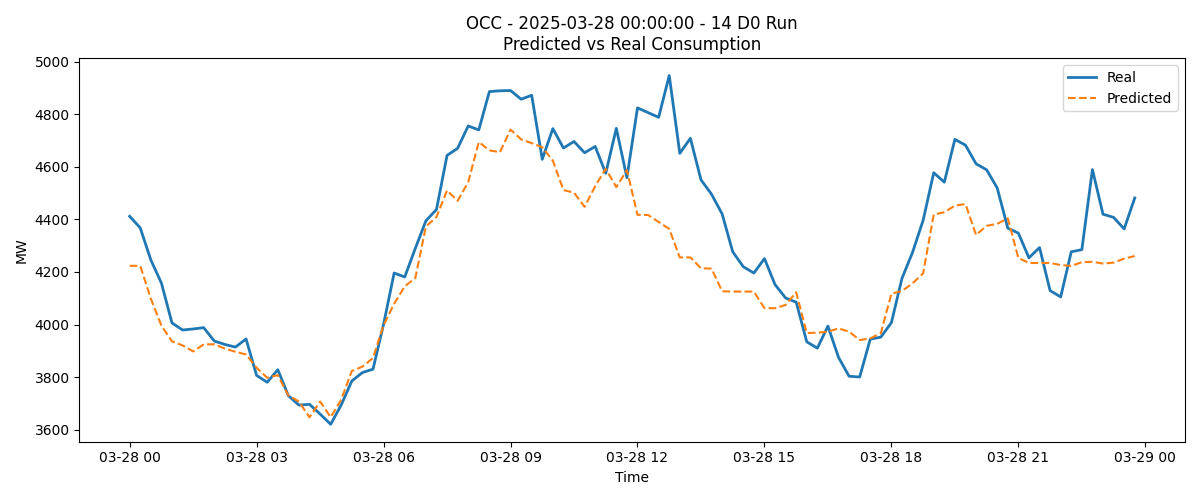 OCC - 2025-03-28 00:00:00 - 14 D0 Run
Predicted vs Real Consumption
5000
4800
4600
4400
4200
4000
3800
3600
MW
Real
Predicted
03-28 00
03-28 03
03-28 06
03-28 09
03-28 12
03-28 15
03-28 18
03-28 21
03-29 00
Time